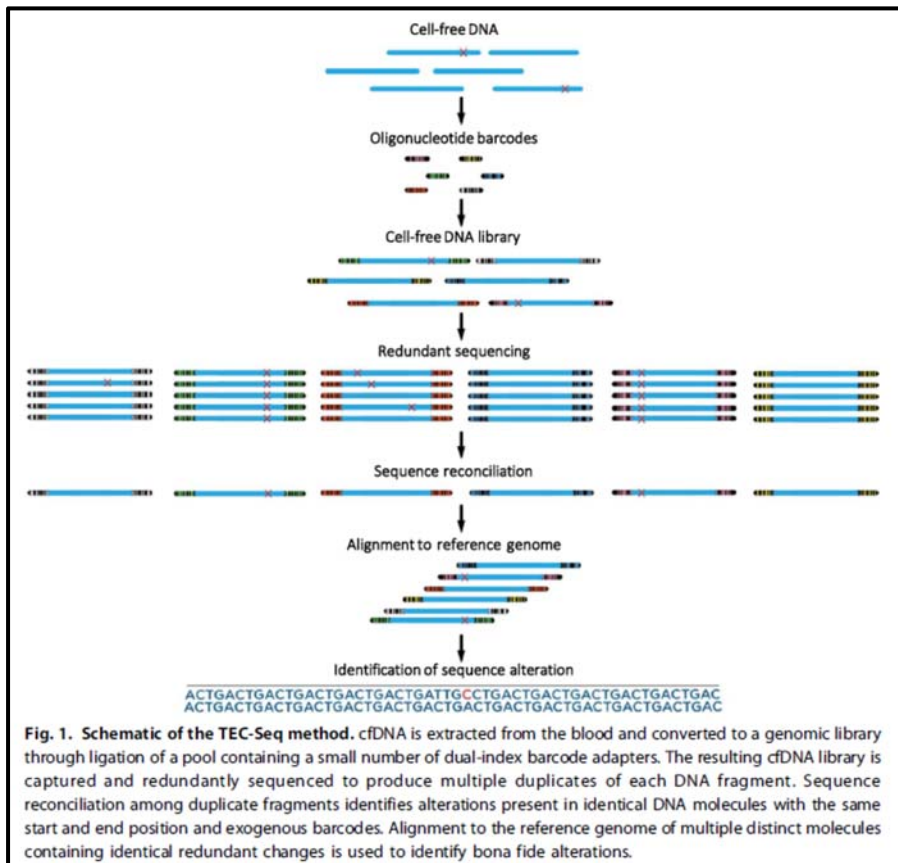 Cell-free DNA
Oligonucleotide barcodes
Cell-free DNA library
Redundant sequencing
Sequence reconciliation
Alignment to reference genome
Identification of sequence alteration
ACTGACTGACTGACTGACTGACTGATTGCCTGACTGACTGACTGACTGACTGAC
ACTGACTGACTGACTGACTGACTGACTGACTGACTGACTGACTGACTGACTGAC
Fig. 1. Schematic of the TEC-Seq method. cfDNA is extracted from the blood and converted to a genomic library
through ligation of a pool containing a small number of dual-index barcode adapters. The resulting cfDNA library is
captured and redundantly sequenced to produce multiple duplicates of each DNA fragment. Sequence
reconciliation among duplicate fragments identifies alterations present in identical DNA molecules with the same
start and end position and exogenous barcodes. Alignment to the reference genome of multiple distinct molecules
containing identical redundant changes is used to identify bona fide alterations.